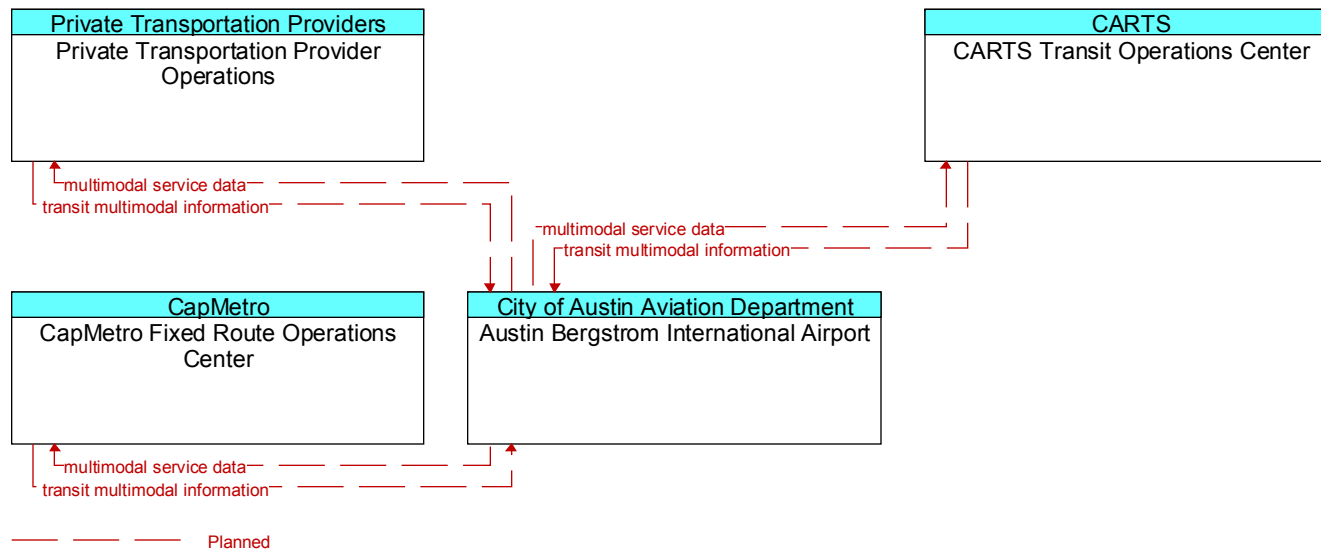 Private Transportation Providers
Private Transportation Provider
Operations
CARTS
CARTS Transit Operations Center
multimodal service data
transit multimodal information
multimodal service data
transit multimodal information
CapMetro
CapMetro Fixed Route Operations
Center
City of Austin Aviation Department
Austin Bergstrom International Airport
multimodal service data
transit multimodal information
Planned